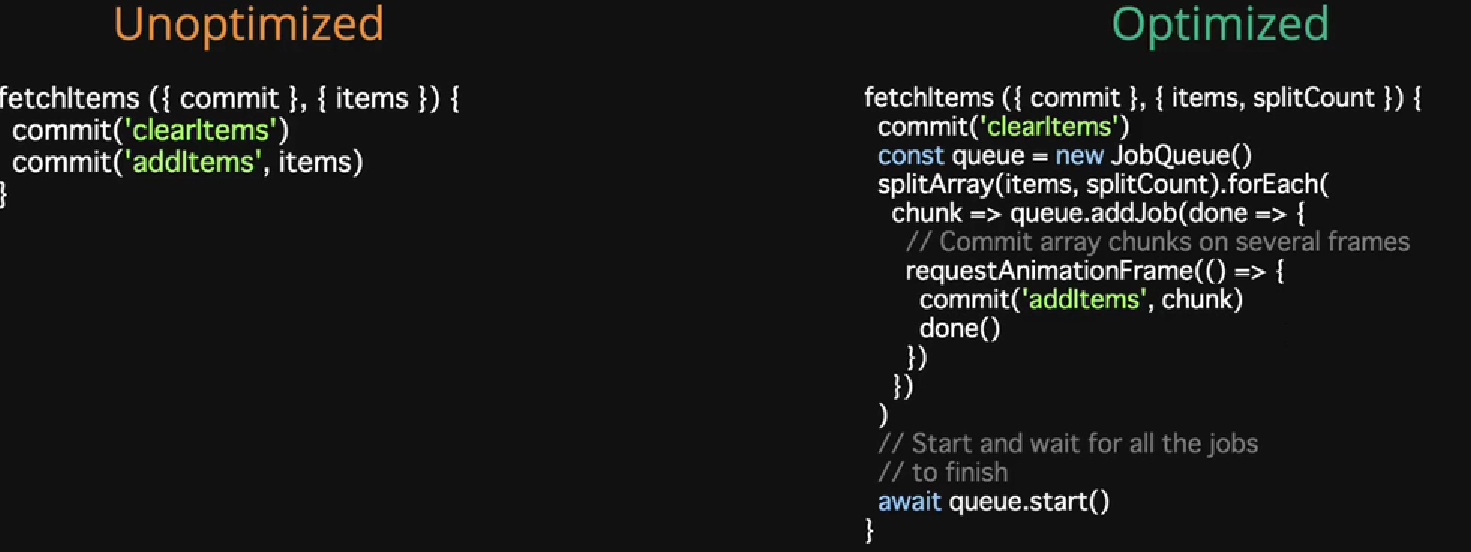 Unoptimized
fetchItems ({ commit }, { items }) {
commit('clearItems')
commit('addItems', items)
}
Optimized
fetchItems ({ commit }, { items, splitCount }) {
commit('clearItems')
const queue = new JobQueue()
splitArray(items, splitCount).forEach(
chunk => queue.addJob(done => {
// Commit array chunks on several frames
requestAnimationFrame(() => {
commit('addItems', chunk)
done()
})
})
)
// Start and wait for all the jobs
// to finish
await queue.start()
}